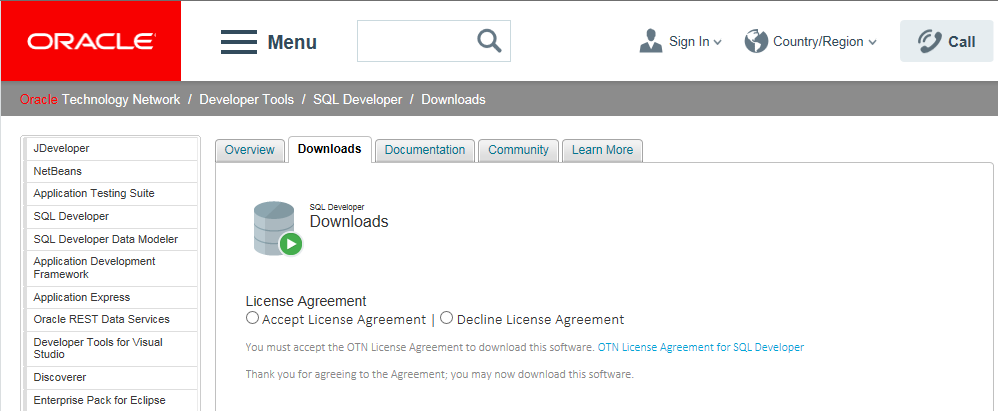 ORACLE
Menu
Sign In
Country/Region
Call
Oracle Technology Network / Developer Tools / SQL Developer / Downloads
JDeveloper
NetBeans
Application Testing Suite
SQL Developer
SQL Developer Data Modeler
Application Development
Framework
Application Express
Oracle REST Data Services
Developer Tools for Visual
Studio
Discoverer
Enterprise Pack for Eclipse
Overview
Downloads
Documentation
Community
Learn More
SQL Developer
Downloads
License Agreement
Accept License Agreement | Decline License Agreement
You must accept the OTN License Agreement to download this software. OTN License Agreement for SQL Developer
Thank you for agreeing to the Agreement; you may now download this software.